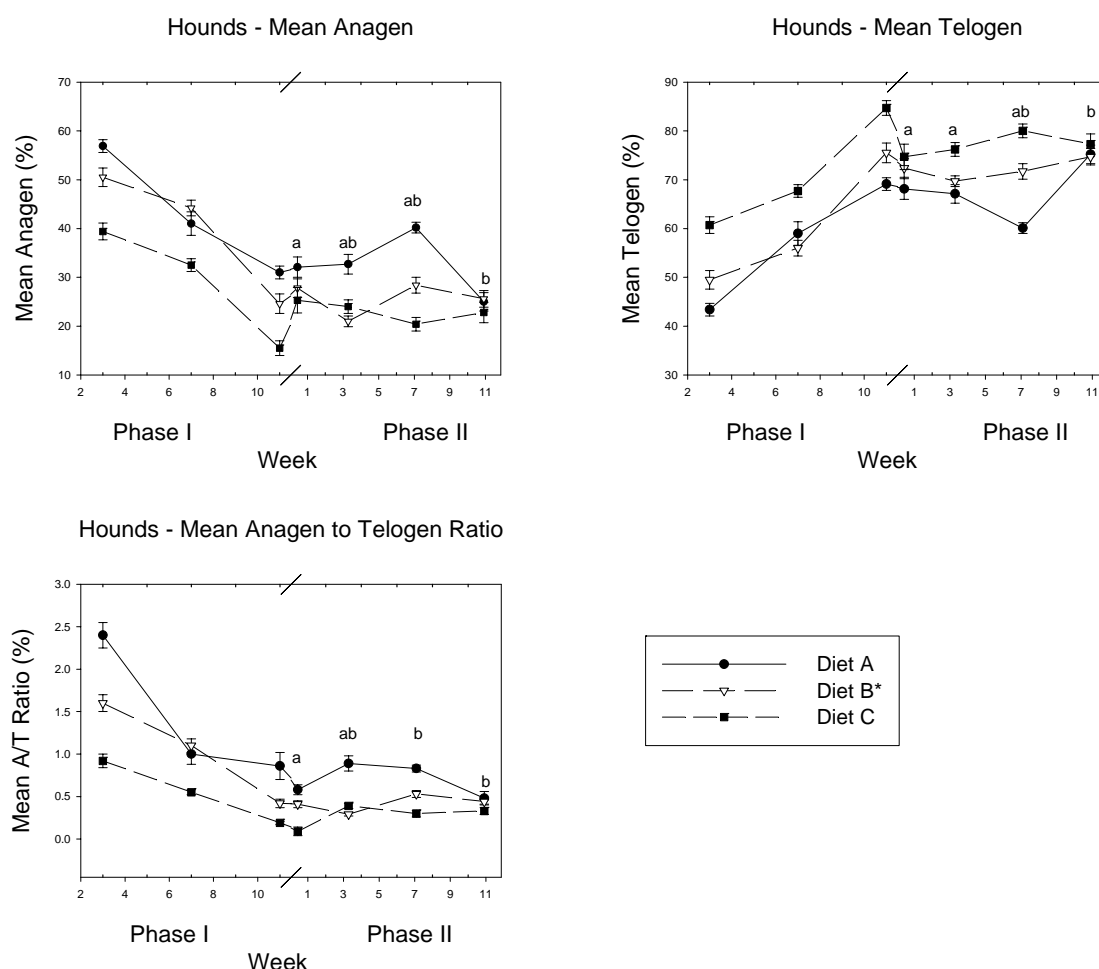 Hounds - Mean Anagen
Mean Anagen (%)
70
60
50
40
30
20
10
a
ab
ab
b
2 4 6 8 10 1 3 5 7 9 11
Phase I Phase II
Week
Hounds - Mean Telogen
Mean Telogen (%)
100
90
80
70
60
50
40
30
a
a
ab
b
2 4 6 8 10 1 3 5 7 9 11
Phase I Phase II
Week
Hounds - Mean Anagen to Telogen Ratio
Mean A/T Ratio (%)
3.0
2.5
2.0
1.5
1.0
0.5
0.0
a
ab
b
b
2 4 6 8 10 1 3 5 7 9 11
Phase I Phase II
Week
Diet A
Diet B*
Diet C